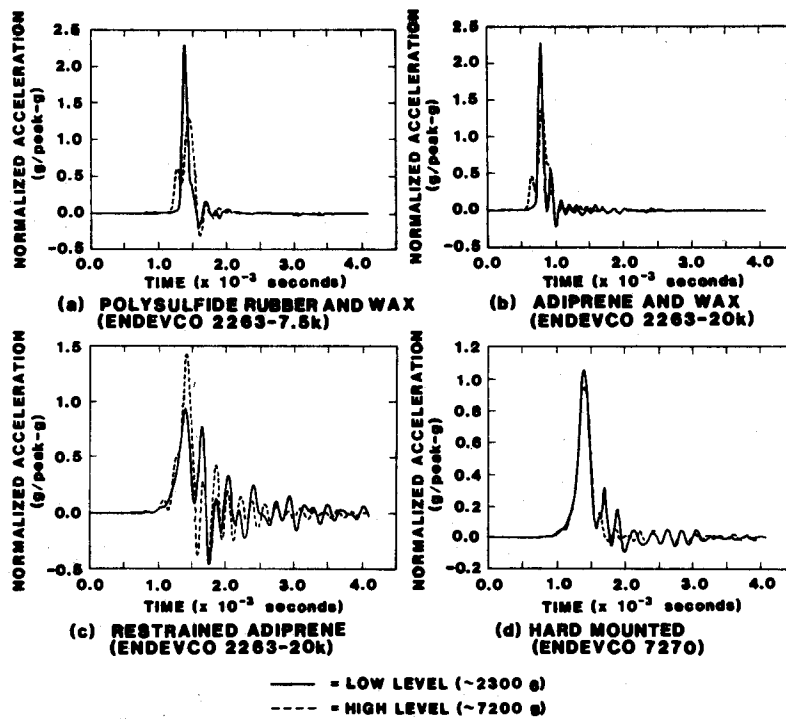 NORMALIZED ACCELERATION
(g/peak-g)
2.5
2.0
1.5
1.0
0.5
0.0
-0.5
0.0 1.0 2.0 3.0 4.0
TIME (x 10⁻³ seconds)
(a) POLYSULFIDE RUBBER AND WAX
(ENDEVCO 2263-7.5k)
NORMALIZED ACCELERATION
(g/peak-g)
2.5
2.0
1.5
1.0
0.5
0.0
-0.5
0.0 1.0 2.0 3.0 4.0
TIME (x 10⁻³ seconds)
(b) ADIPRENE AND WAX
(ENDEVCO 2263-20k)
NORMALIZED ACCELERATION
(g/peak-g)
1.5
1.0
0.5
0.0
-0.5
0.0 1.0 2.0 3.0 4.0
TIME (x 10⁻³ seconds)
(c) RESTRAINED ADIPRENE
(ENDEVCO 2263-20k)
NORMALIZED ACCELERATION
(g/peak-g)
1.2
1.0
0.8
0.6
0.4
0.2
0.0
-0.2
0.0 1.0 2.0 3.0 4.0
TIME (x 10⁻³ seconds)
(d) HARD MOUNTED
(ENDEVCO 7270)
= LOW LEVEL (~2300 g)
= HIGH LEVEL (~7200 g)